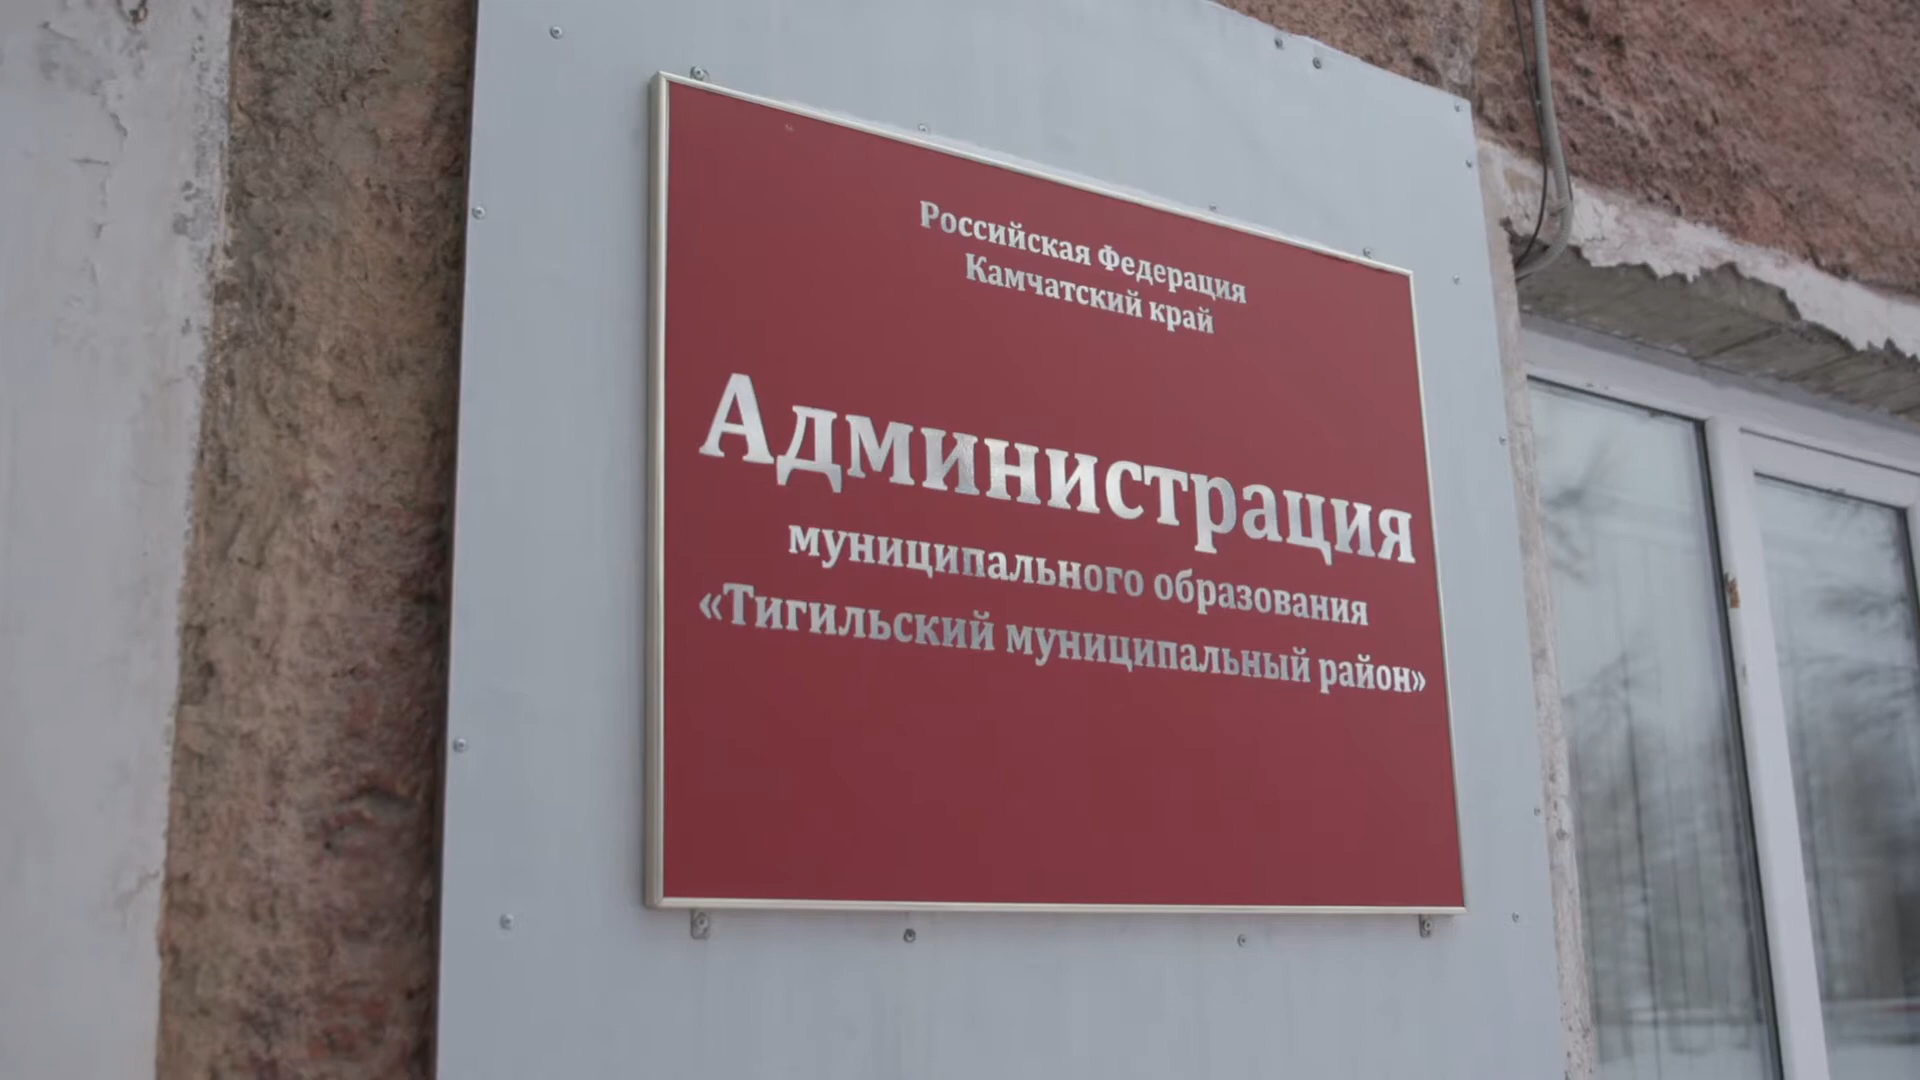 Российская Федерация
Камчатский край
Администрация
муниципального образования
«Тигильский муниципальный район»